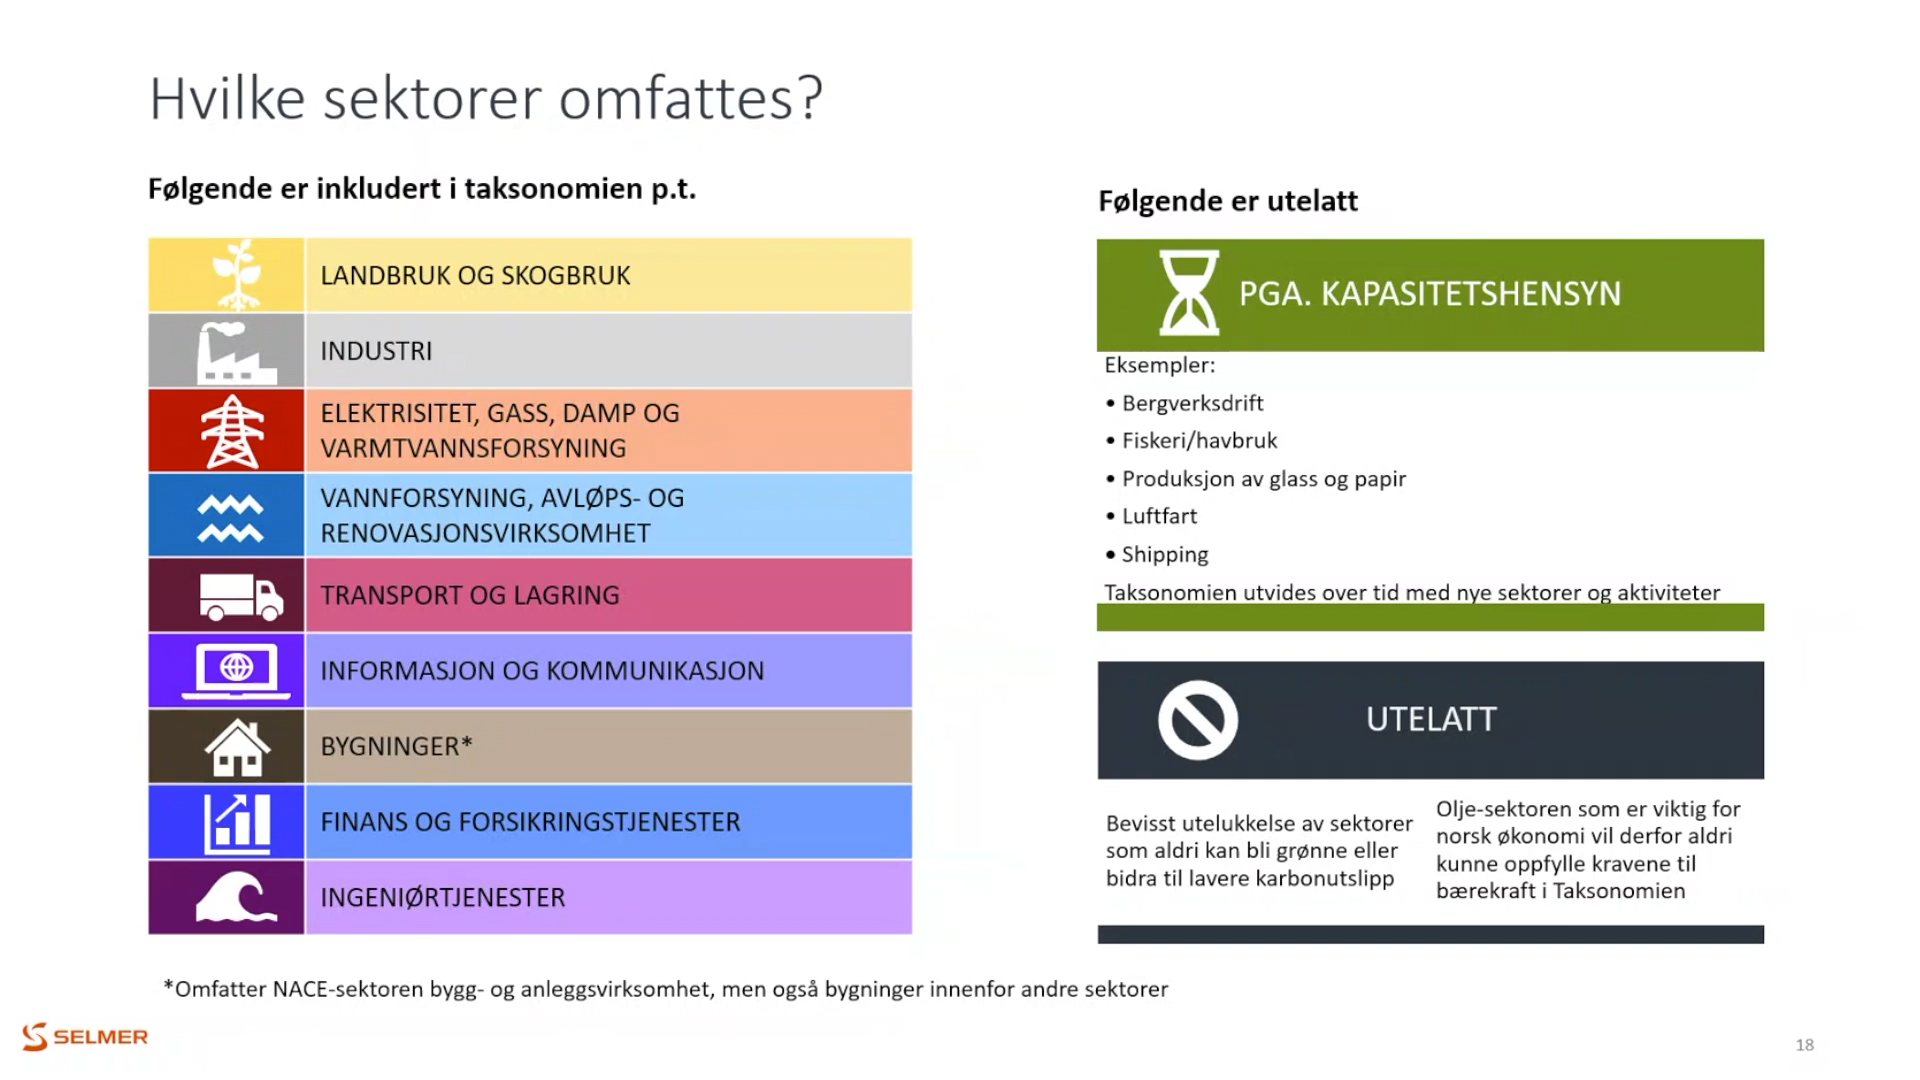 Hvilke sektorer omfattes?
Følgende er inkludert i taksonomien p.t.
LANDBRUK OG SKOGBRUK
INDUSTRI
ELEKTRISITET, GASS, DAMP OG
VARMTVANNSFORSYNING
VANNFORSYNING, AVLØPS- OG
RENOVASJONSVIRKSOMHET
TRANSPORT OG LAGRING
INFORMASJON OG KOMMUNIKASJON
BYGNINGER*
FINANS OG FORSIKRINGSTJENESTER
INGENIØRTJENESTER
Følgende er utelatt
PGA. KAPASITETSHENSYN
Eksempler:
• Bergverksdrift
• Fiskeri/havbruk
• Produksjon av glass og papir
• Luftfart
• Shipping
Taksonomien utvides over tid med nye sektorer og aktiviteter
UTELATT
Bevisst utelukkelse av sektorer
som aldri kan bli grønne eller
bidra til lavere karbonutslipp
Olje-sektoren som er viktig for
norsk økonomi vil derfor aldri
kunne oppfylle kravene til
bærekraft i Taksonomien
*Omfatter NACE-sektoren bygg- og anleggsvirksomhet, men også bygninger innenfor andre sektorer
SELMER
18